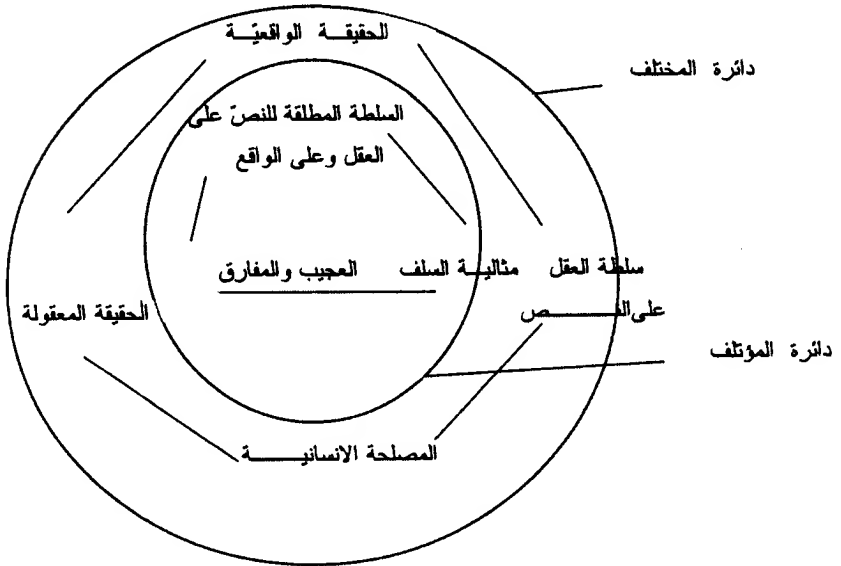 الحقيقة الواقعيّة
دائرة المختلف
السلطة المطلقة للنصّ على
العقل وعلى الواقع
سلطة العقل
على النص
مثالية السلف
العجيب والمفارق
الحقيقة المعقولة
دائرة المؤتلف
المصلحة الانسانية